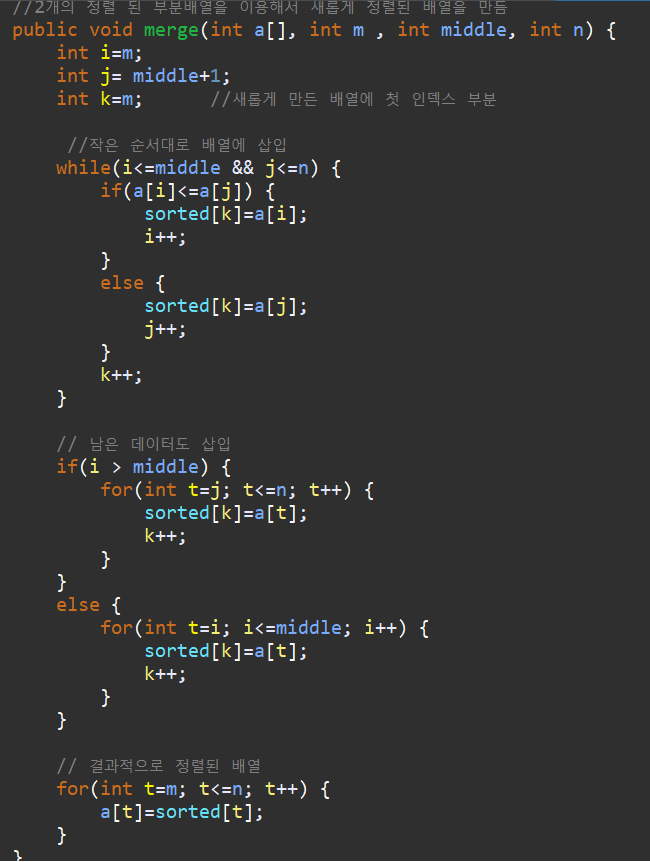 //2개의 정렬 된 부분배열을 이용해서 새롭게 정렬된 배열을 만듬
public void merge(int a[], int m , int middle, int n) {
int i=m;
int j= middle+1;
int k=m; //새롭게 만든 배열에 첫 인덱스 부분
//작은 순서대로 배열에 삽입
while(i<=middle && j<=n) {
if(a[i]<=a[j]) {
sorted[k]=a[i];
i++;
}
else {
sorted[k]=a[j];
j++;
}
k++;
}
// 남은 데이터도 삽입
if(i > middle) {
for(int t=j; t<=n; t++) {
sorted[k]=a[t];
k++;
}
}
else {
for(int t=i; i<=middle; i++) {
sorted[k]=a[t];
k++;
}
}
// 결과적으로 정렬된 배열
for(int t=m; t<=n; t++) {
a[t]=sorted[t];
}
}